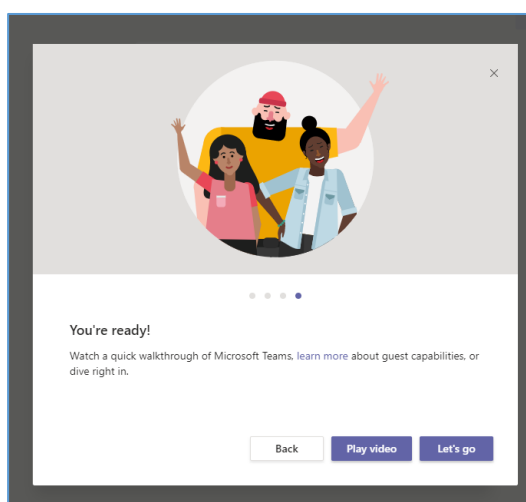 You're ready!
Watch a quick walkthrough of Microsoft Teams, learn more about guest capabilities, or
dive right in.
Back
Play video
Let's go